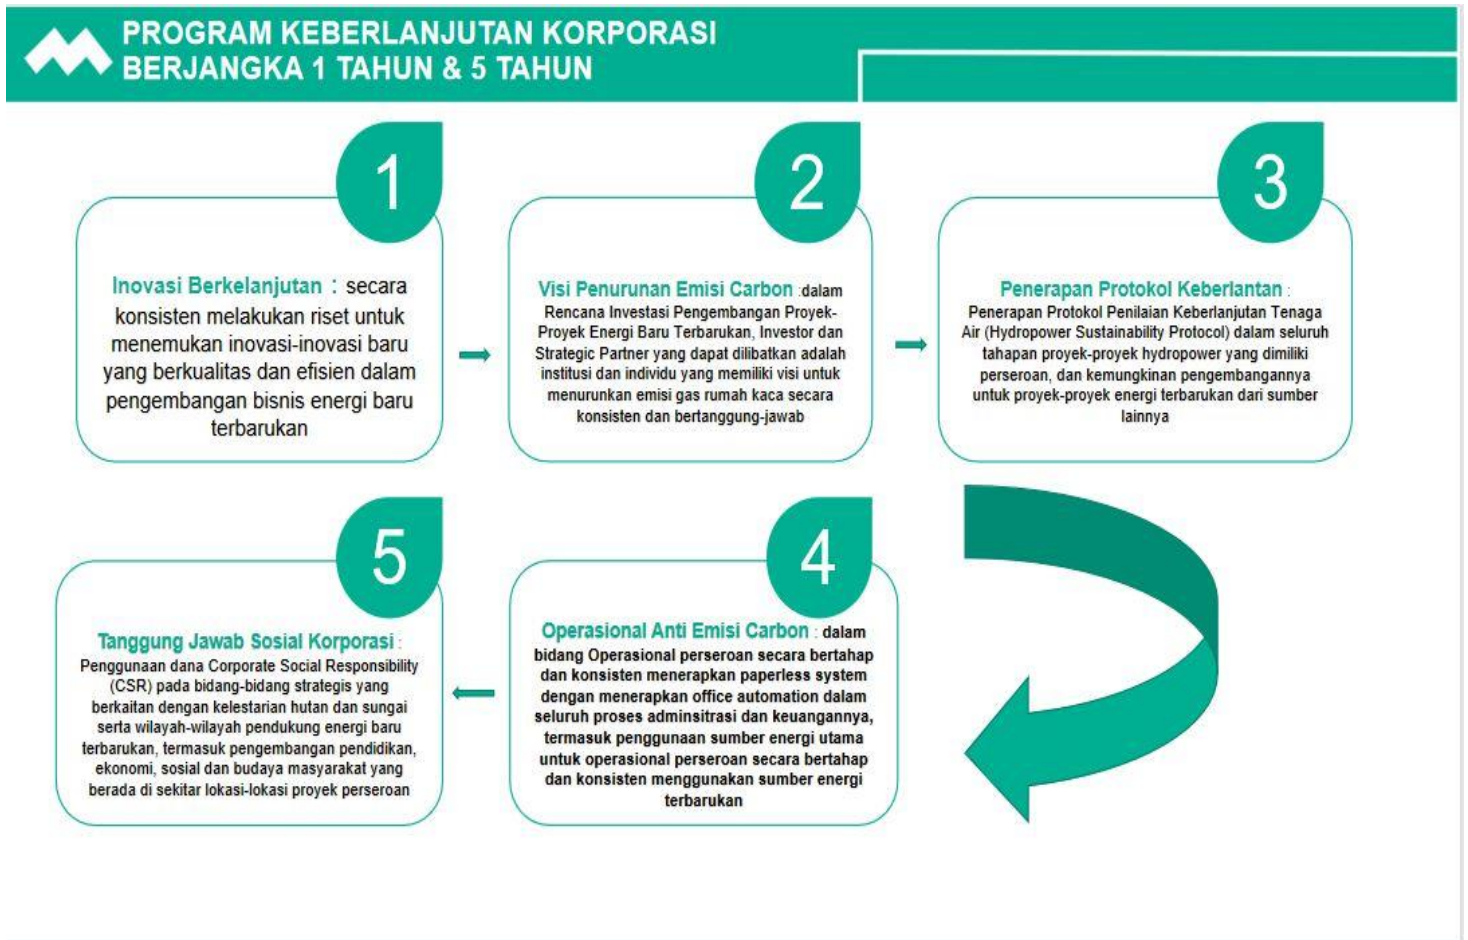 PROGRAM KEBERLANJUTAN KORPORASI
BERJANGKA 1 TAHUN & 5 TAHUN
1
Inovasi Berkelanjutan : secara
konsisten melakukan riset untuk
menemukan inovasi-inovasi baru
yang berkualitas dan efisien dalam
pengembangan bisnis energi baru
terbarukan
2
Visi Penurunan Emisi Carbon :dalam
Rencana Investasi Pengembangan Proyek-
Proyek Energi Baru Terbarukan, Investor dan
Strategic Partner yang dapat dilibatkan adalah
institusi dan individu yang memiliki visi untuk
menurunkan emisi gas rumah kaca secara
konsisten dan bertanggung-jawab
3
Penerapan Protokol Keberlantan :
Penerapan Protokol Penilaian Keberlanjutan Tenaga
Air (Hydropower Sustainability Protocol) dalam seluruh
tahapan proyek-proyek hydropower yang dimiliki
perseroan, dan kemungkinan pengembangannya
untuk proyek-proyek energi terbarukan dari sumber
lainnya
4
Operasional Anti Emisi Carbon : dalam
bidang Operasional perseroan secara bertahap
dan konsisten menerapkan paperless system
dengan menerapkan office automation dalam
seluruh proses adminsitrasi dan keuangannya,
termasuk penggunaan sumber energi utama
untuk operasional perseroan secara bertahap
dan konsisten menggunakan sumber energi
terbarukan
5
Tanggung Jawab Sosial Korporasi :
Penggunaan dana Corporate Social Responsibility
(CSR) pada bidang-bidang strategis yang
berkaitan dengan kelestarian hutan dan sungai
serta wilayah-wilayah pendukung energi baru
terbarukan, termasuk pengembangan pendidikan,
ekonomi, sosial dan budaya masyarakat yang
berada di sekitar lokasi-lokasi proyek perseroan